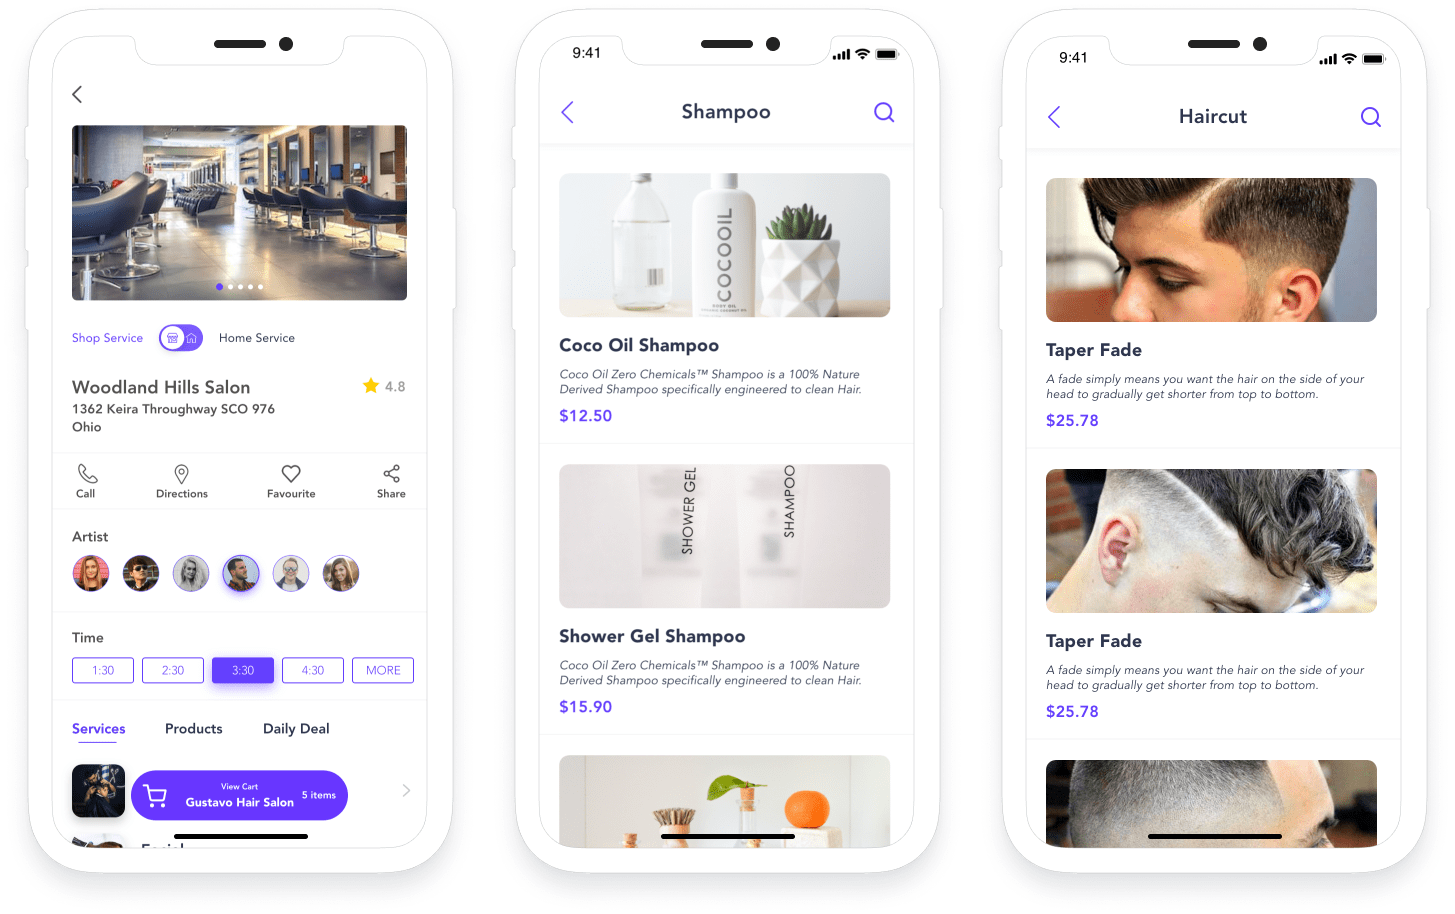 Shop Service
Home Service
Woodland Hills Salon
4.8
1362 Keira Throughway SCO 976
Ohio
Call
Directions
Favourite
Share
Artist
Time
1:30
2:30
3:30
4:30
MORE
Services
Products
Daily Deal
View Cart
Gustavo Hair Salon
5 items
9:41
Shampoo
COCOOIL
BODY OIL
Coco Oil Shampoo
Coco Oil Zero Chemicals™ Shampoo is a 100% Nature
Derived Shampoo specifically engineered to clean Hair.
$12.50
SHOWER GEL
SHAMPOO
Shower Gel Shampoo
Coco Oil Zero Chemicals™ Shampoo is a 100% Nature
Derived Shampoo specifically engineered to clean Hair.
$15.90
9:41
Haircut
Taper Fade
A fade simply means you want the hair on the side of your
head to gradually get shorter from top to bottom.
$25.78
Taper Fade
A fade simply means you want the hair on the side of your
head to gradually get shorter from top to bottom.
$25.78